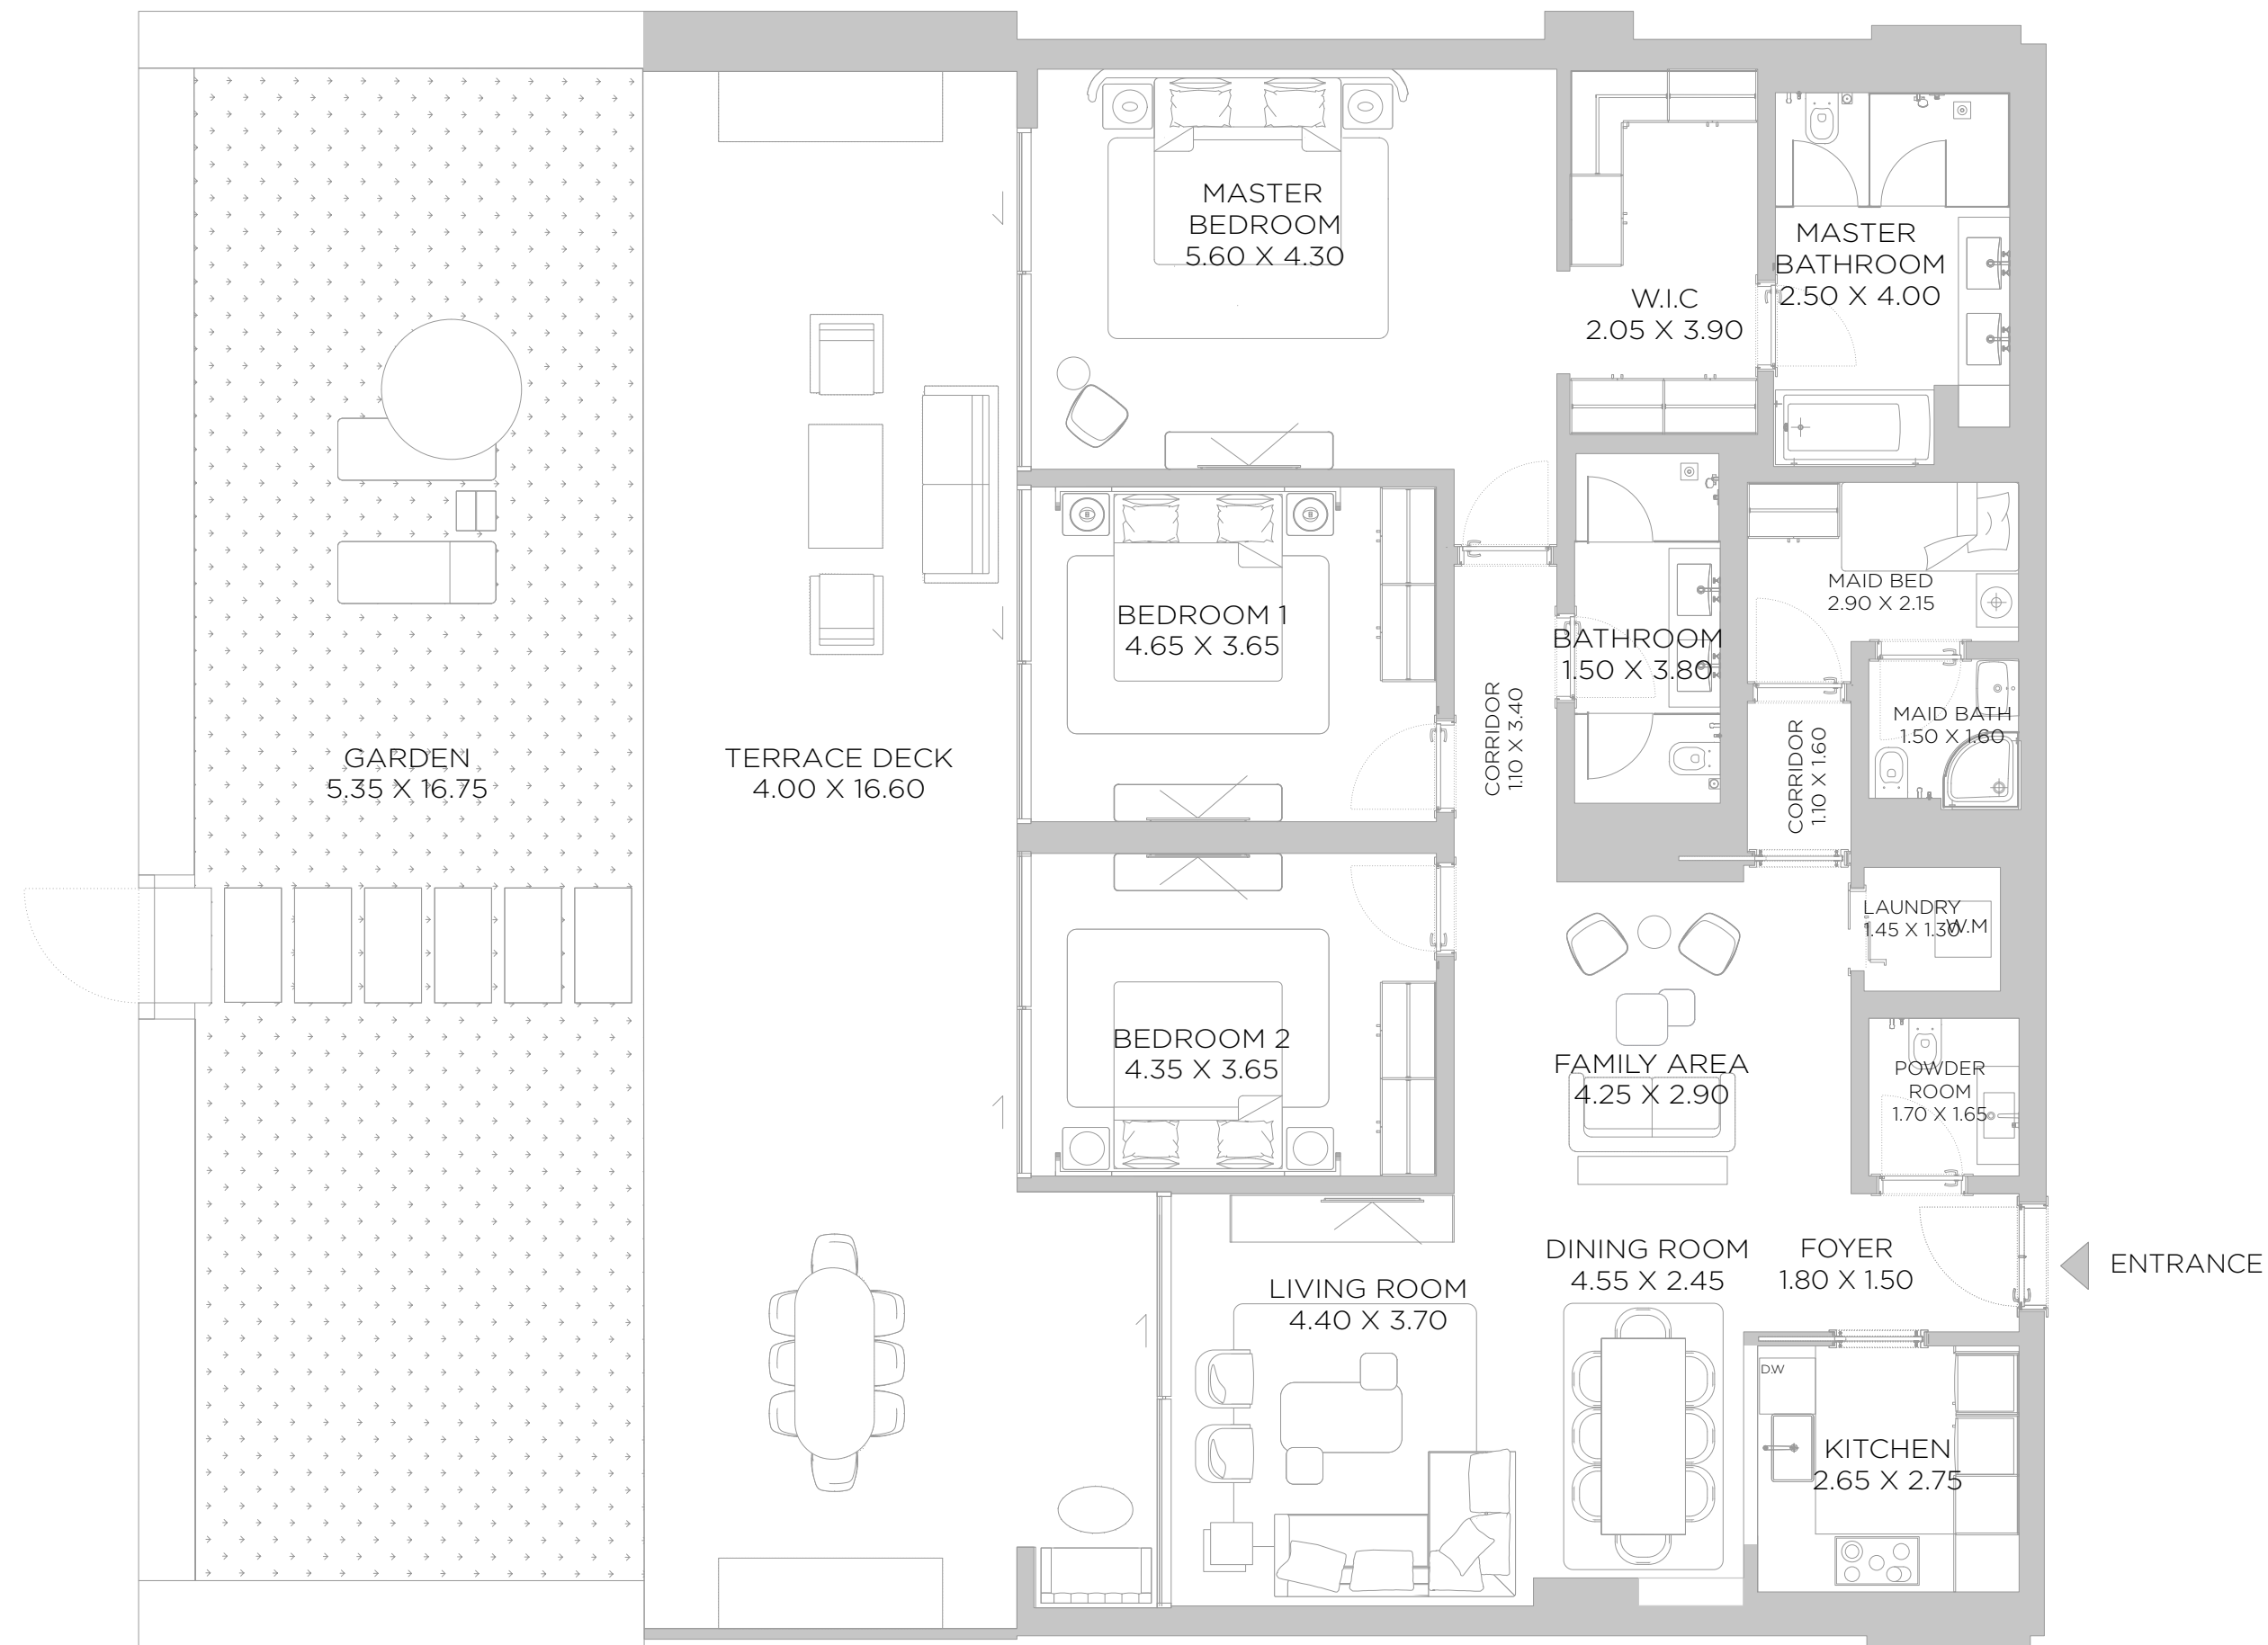 MASTER
BEDROOM
5.60 X 4.30
W.I.C
2.05 X 3.90
MASTER
BATHROOM
2.50 X 4.00
BEDROOM 1
4.65 X 3.65
CORRIDOR
1.10 X 3.40
BATHROOM
1.50 X 3.80
MAID BED
2.90 X 2.15
MAID BATH
1.50 X 1.60
CORRIDOR
1.10 X 1.60
GARDEN
5.35 X 16.75
TERRACE DECK
4.00 X 16.60
LAUNDRY
1.45 X 1.30
W.M
BEDROOM 2
4.35 X 3.65
FAMILY AREA
4.25 X 2.90
POWDER
ROOM
1.70 X 1.65
LIVING ROOM
4.40 X 3.70
DINING ROOM
4.55 X 2.45
FOYER
1.80 X 1.50
ENTRANCE
DW
KITCHEN
2.65 X 2.75